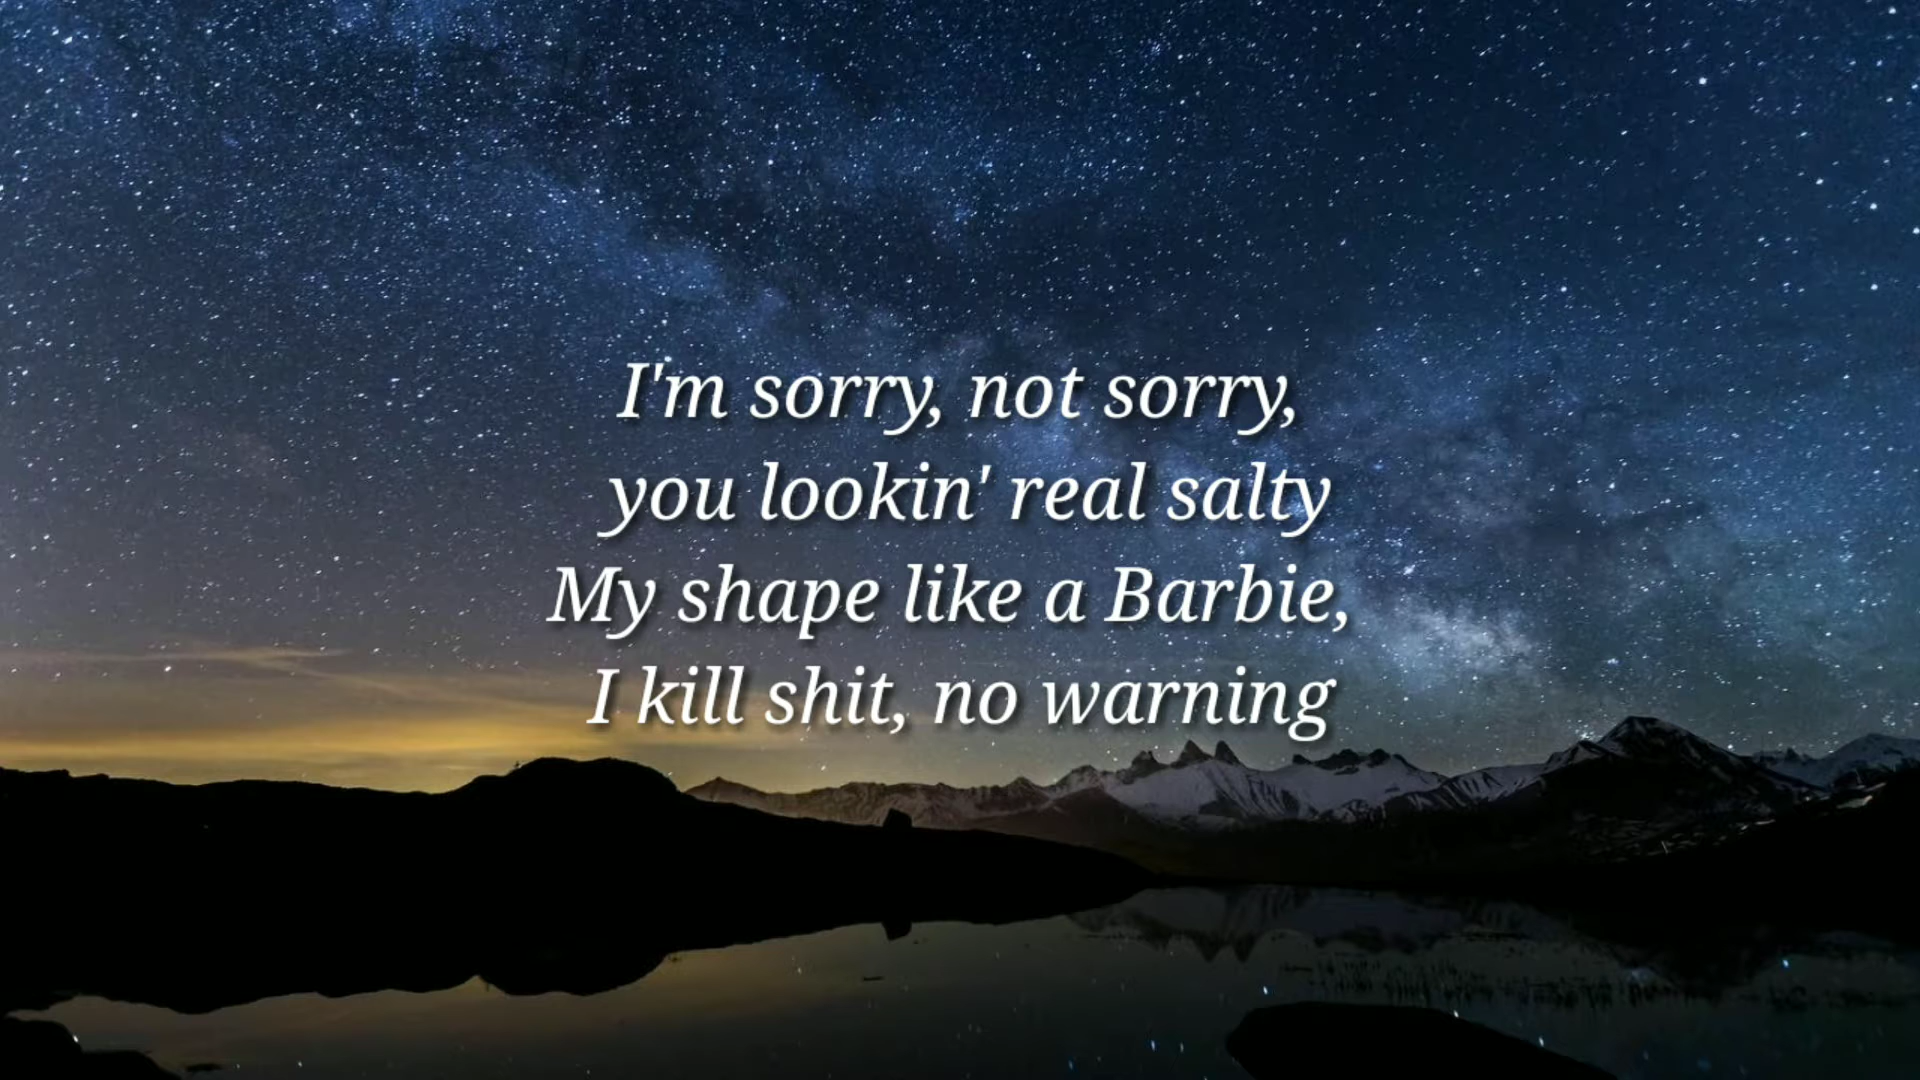 I'm sorry, not sorry,
you lookin' real salty
My shape like a Barbie,
I kill shit, no warning